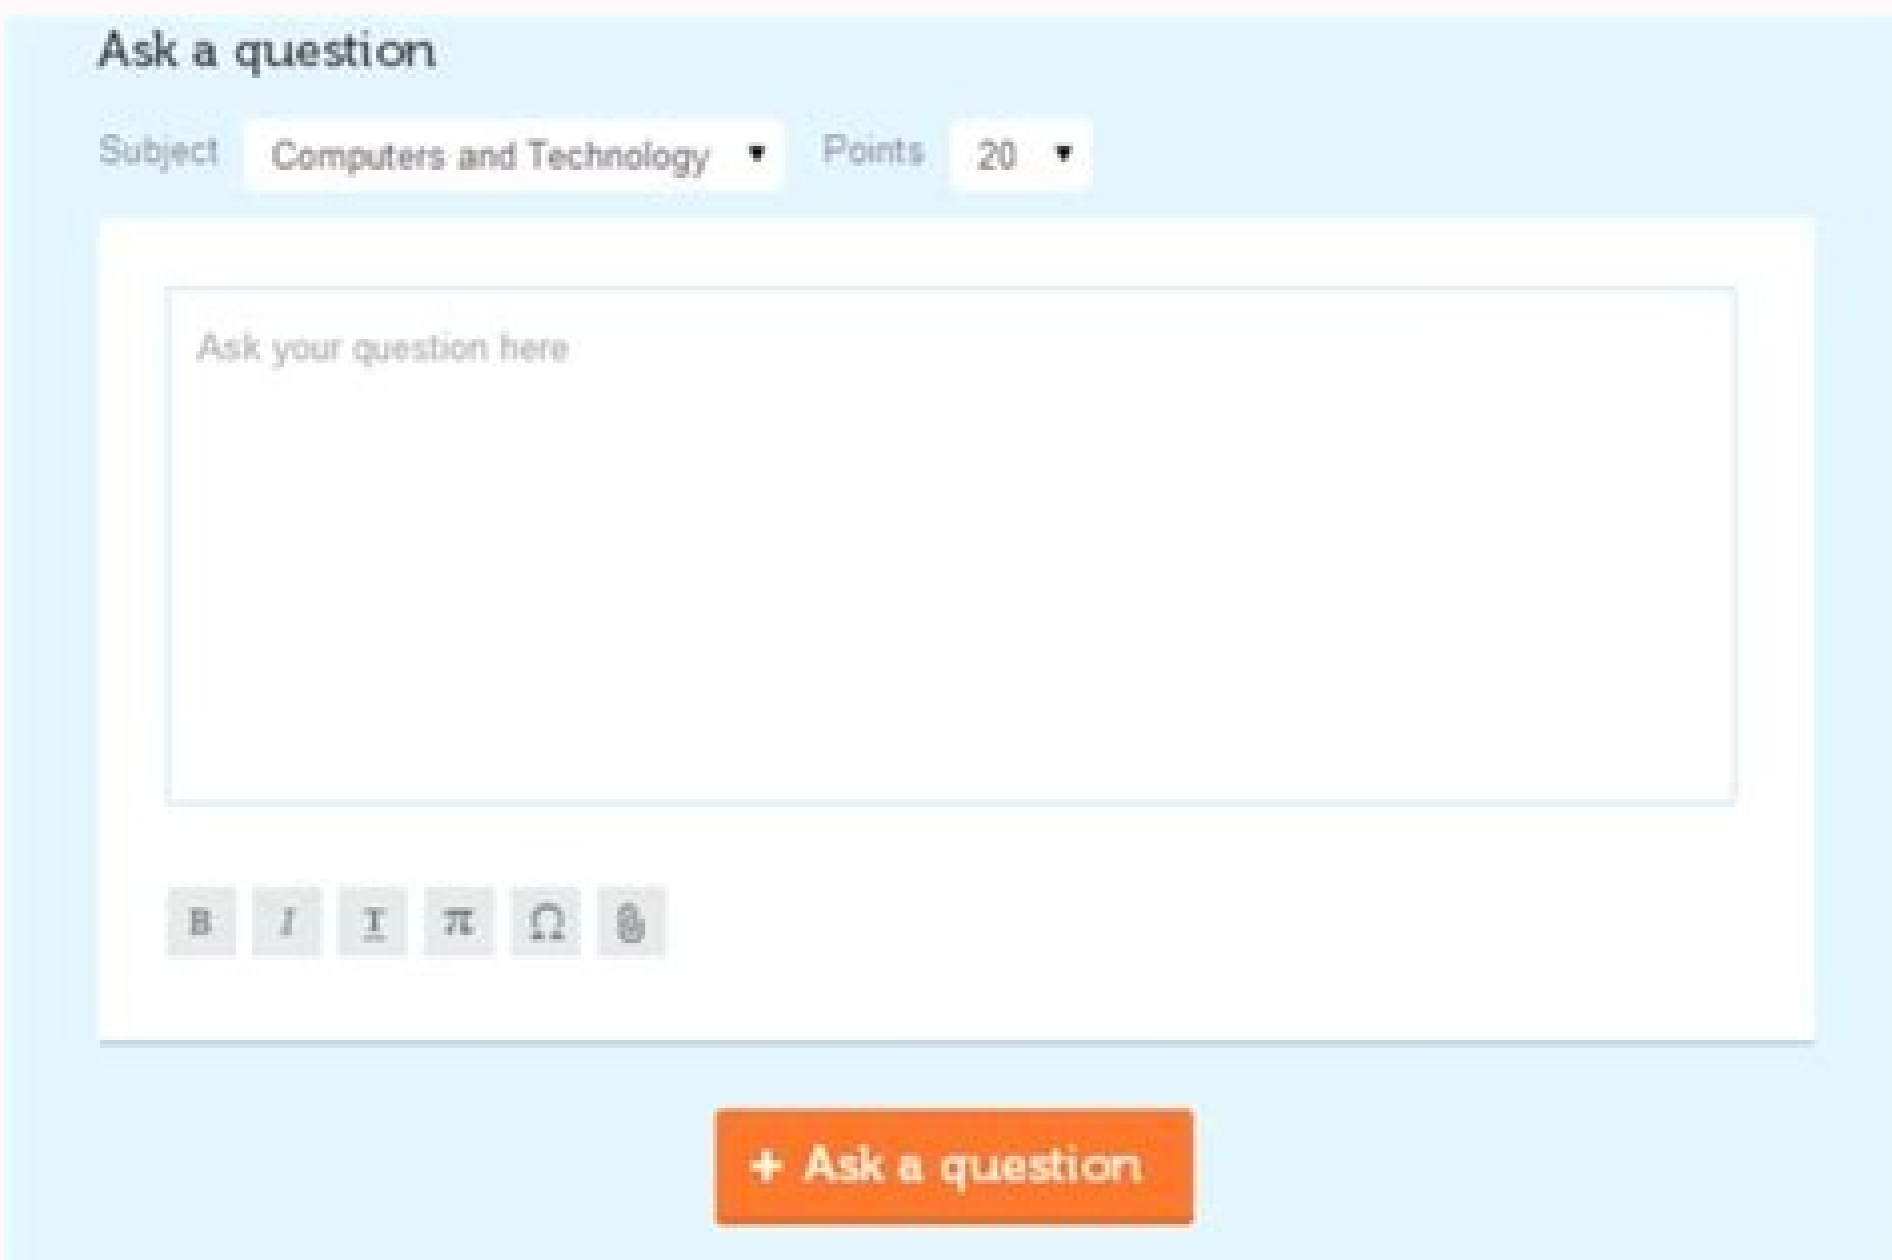 Ask a question
Subject Computers and Technology ▼ Points 20 ▼
Ask your question here
B I T π Ω
+ Ask a question